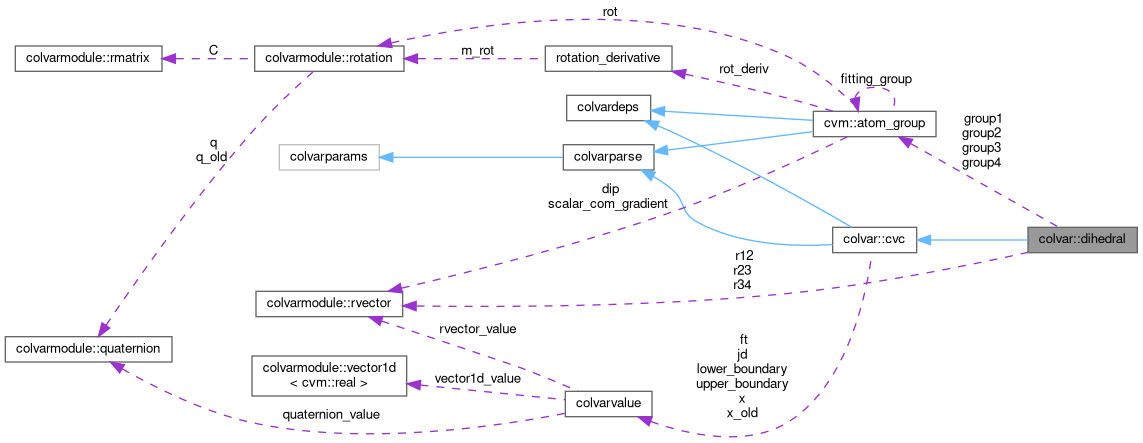 rot
colvarmodule::rmatrix
C
colvarmodule::rotation
m_rot
rotation_derivative
rot_deriv
fitting_group
colvardeps
cvm::atom_group
group1
group2
group3
group4
q
q_old
colvarparams
colvarparse
dip
scalar_com_gradient
colvar::cvc
colvar::dihedral
r12
r23
r34
colvarmodule::rvector
rvector_value
colvarmodule::quaternion
ft
jd
lower_boundary
upper_boundary
x
x_old
colvarmodule::vector1d
< cvm::real >
vector1d_value
colvarvalue
quaternion_value